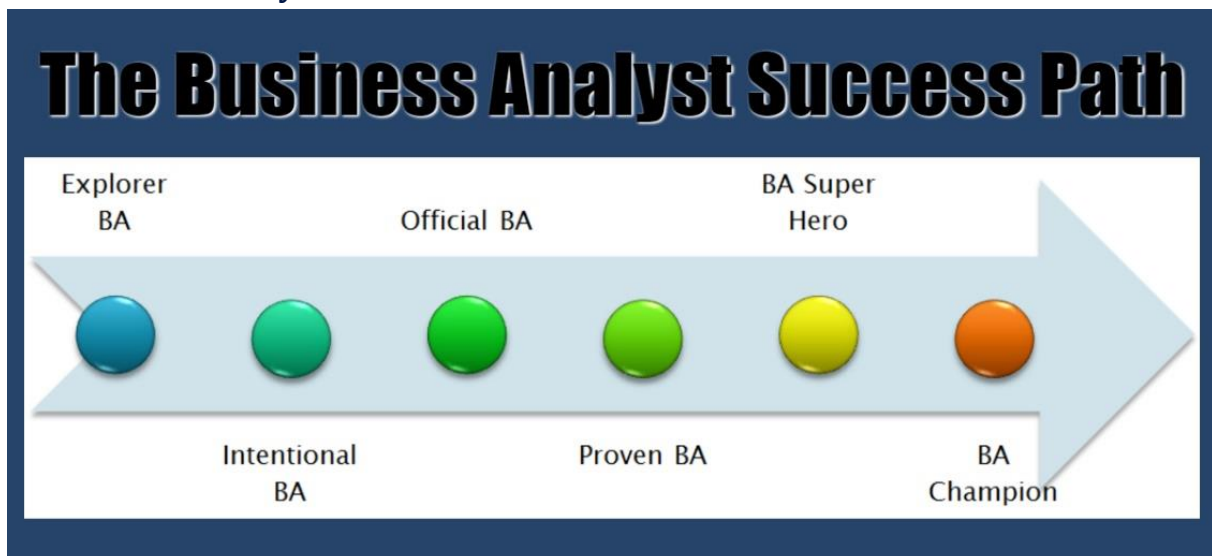 The Business Analyst Success Path
Explorer
BA
Intentional
BA
Official BA
Proven BA
BA Super
Hero
BA
Champion